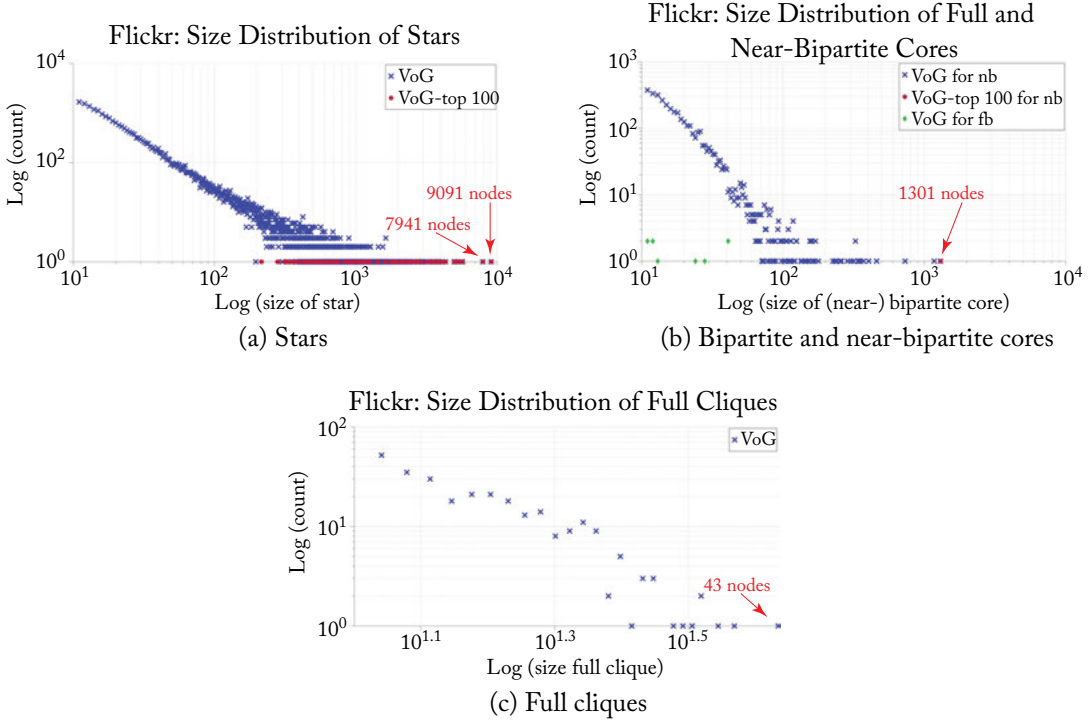 Flickr: Size Distribution of Stars
10^4
10^2
10^0
Log (count)
VoG
VoG-top 100
9091 nodes
7941 nodes
10^1
10^2
10^3
10^4
Log (size of star)
(a) Stars
Flickr: Size Distribution of Full and
Near-Bipartite Cores
10^3
10^2
10^1
10^0
Log (count)
VoG for nb
VoG-top 100 for nb
VoG for fb
1301 nodes
10^1
10^2
10^3
10^4
Log (size of (near-) bipartite core)
(b) Bipartite and near-bipartite cores
Flickr: Size Distribution of Full Cliques
10^2
10^1
10^0
Log (count)
VoG
43 nodes
10^1.1
10^1.3
10^1.5
Log (size full clique)
(c) Full cliques